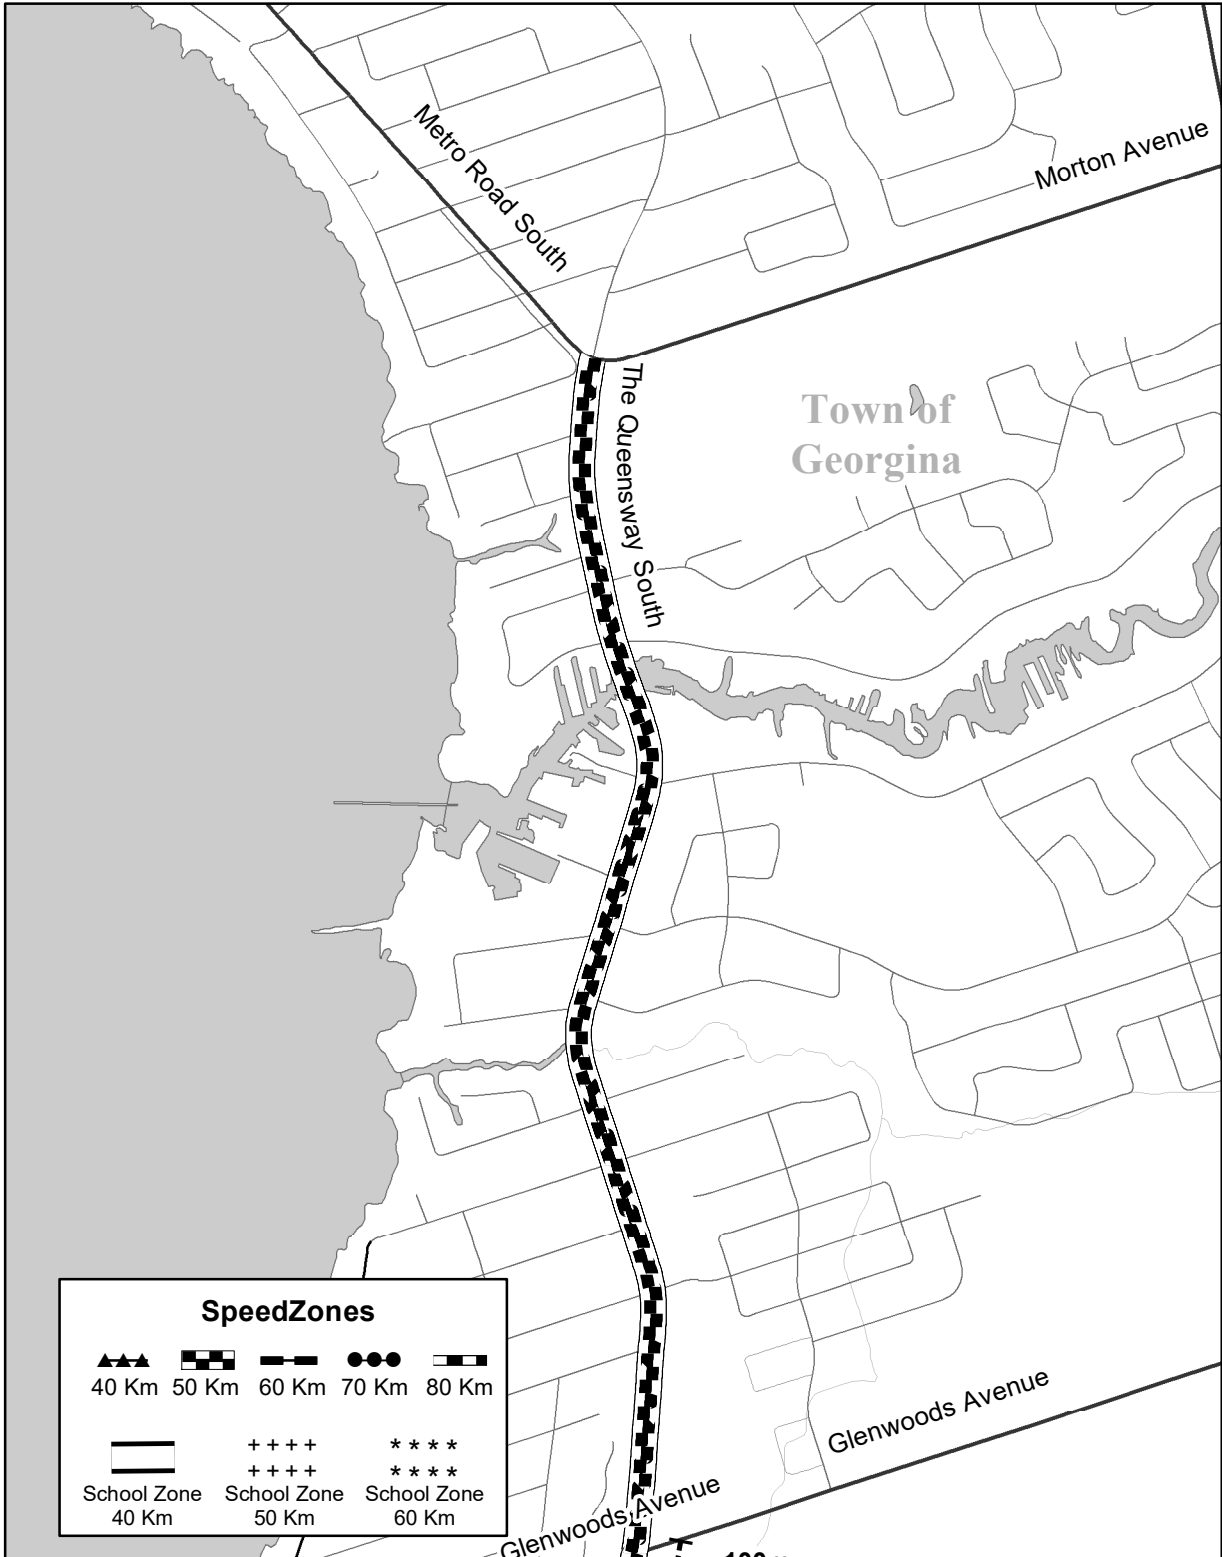 Metro Road South
Morton Avenue
The Queensway South
Town of
Georgina
SpeedZones
40 Km 50 Km 60 Km 70 Km 80 Km
School Zone School Zone School Zone
40 Km 50 Km 60 Km
Glenwoods Avenue
Glenwoods Avenue